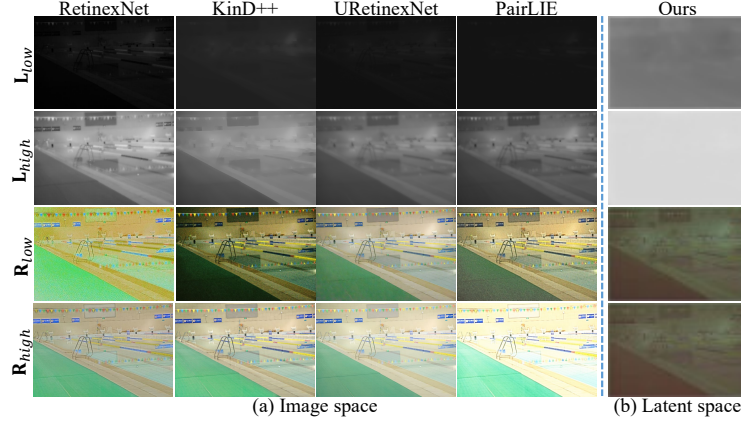 RetinexNet KinD++ URetinexNet PairLIE Ours
L_low
L_high
R_low
R_high
(a) Image space (b) Latent space